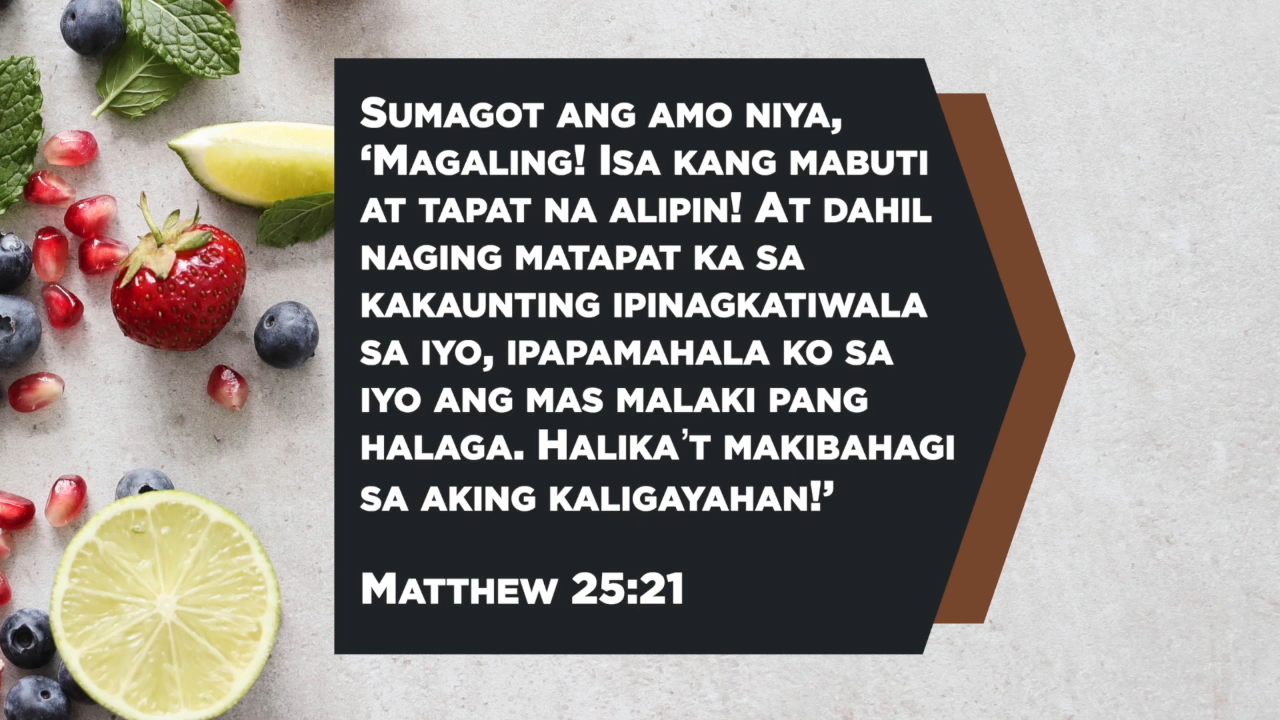 Sumagot ang amo niya,
‘Magaling! Isa kang mabuti
at tapat na alipin! At dahil
naging matapat ka sa
kakaunting ipinagkatiwala
sa iyo, ipapamahala ko sa
iyo ang mas malaki pang
halaga. Halika’t makibahagi
sa aking kaligayahan!’
Matthew 25:21